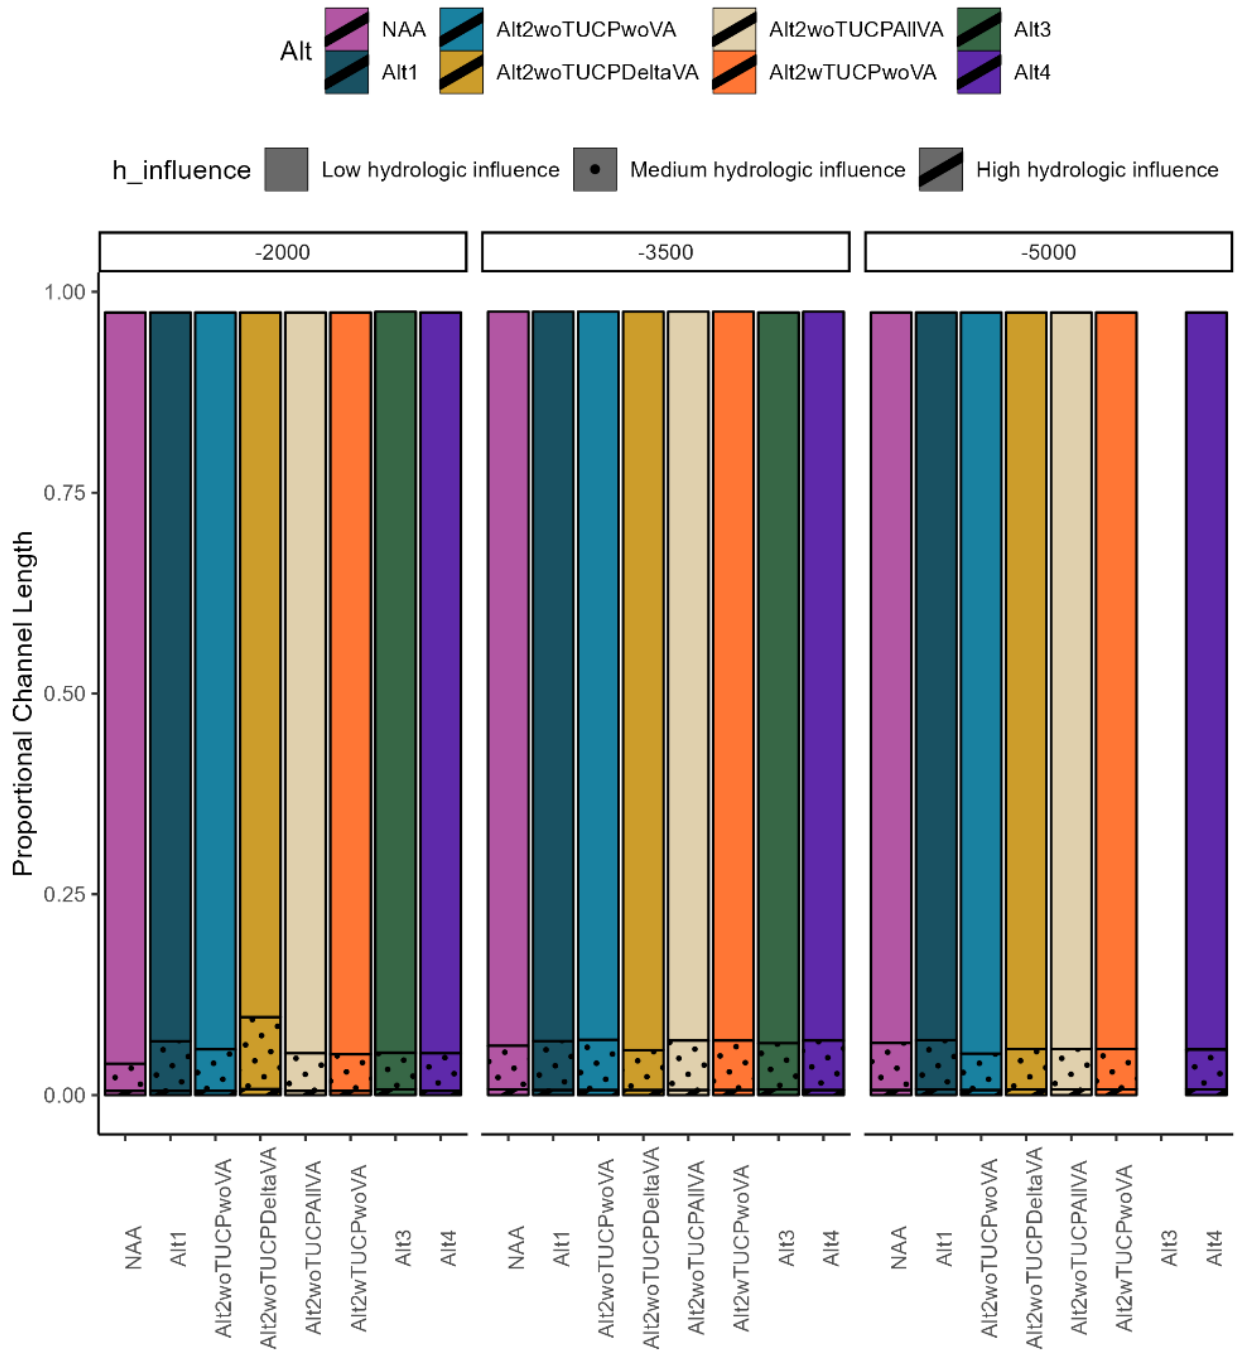 Alt
NAA
Alt2woTUCPwoVA
Alt2woTUCPAllVA
Alt3
Alt1
Alt2woTUCPDeltaVA
Alt2wTUCPwoVA
Alt4
h_influence
Low hydrologic influence
Medium hydrologic influence
High hydrologic influence
-2000
-3500
-5000
Proportional Channel Length
1.00
0.75
0.50
0.25
0.00
NAA
Alt1
Alt2woTUCPwoVA
Alt2woTUCPDeltaVA
Alt2woTUCPAllVA
Alt2wTUCPwoVA
Alt3
Alt4
NAA
Alt1
Alt2woTUCPwoVA
Alt2woTUCPDeltaVA
Alt2woTUCPAllVA
Alt2wTUCPwoVA
Alt3
Alt4
NAA
Alt1
Alt2woTUCPwoVA
Alt2woTUCPDeltaVA
Alt2woTUCPAllVA
Alt2wTUCPwoVA
Alt3
Alt4